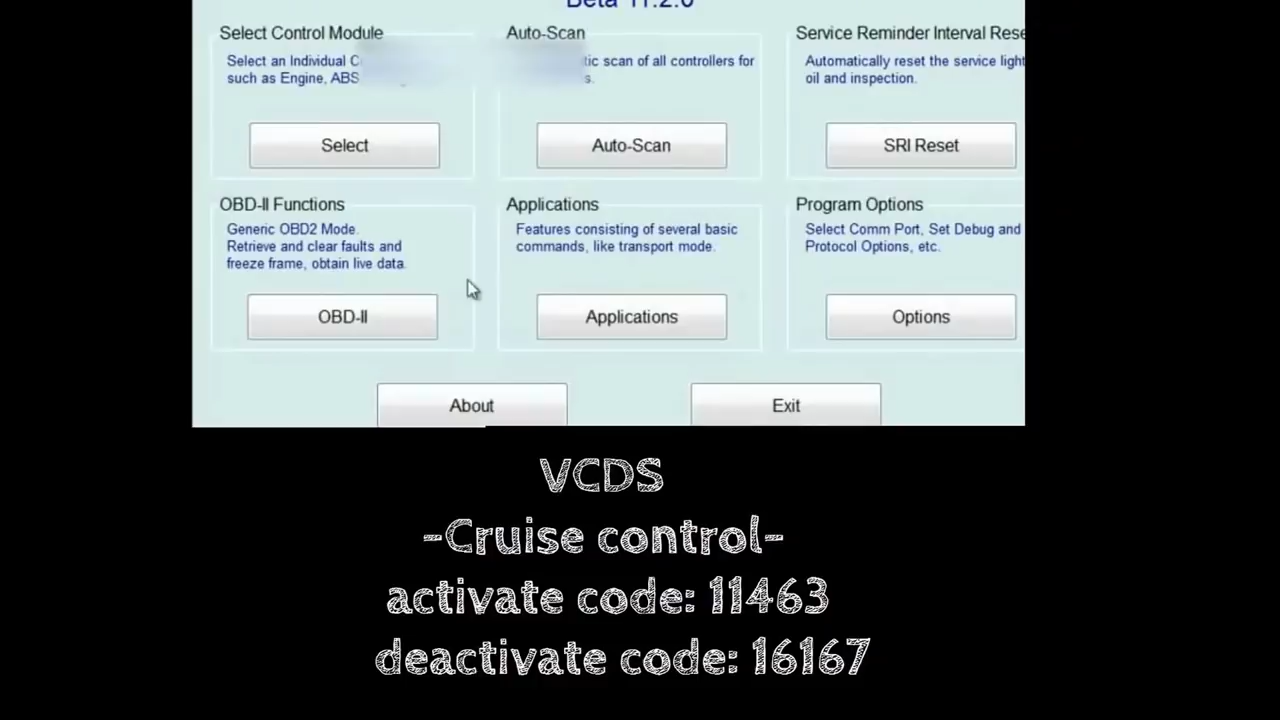 Beta 11.2.0
Select Control Module
Select an Individual C
such as Engine, ABS
Select
Auto-Scan
tic scan of all controllers for
s.
Auto-Scan
Service Reminder Interval Rese
Automatically reset the service light
oil and inspection.
SRI Reset
OBD-II Functions
Generic OBD2 Mode.
Retrieve and clear faults and
freeze frame, obtain live data.
OBD-II
Applications
Features consisting of several basic
commands, like transport mode.
Applications
Program Options
Select Comm Port, Set Debug and
Protocol Options, etc.
Options
About
Exit
VCDS
-Cruise control-
activate code: 11463
deactivate code: 16167